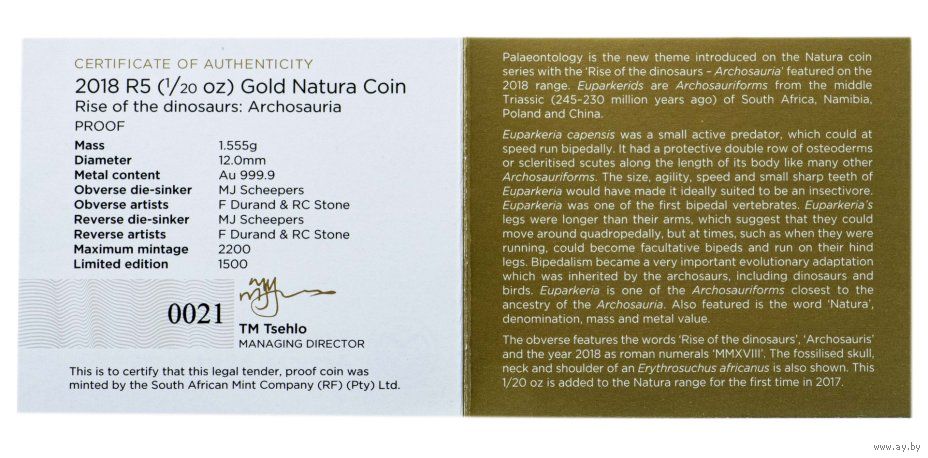 CERTIFICATE OF AUTHENTICITY
2018 R5 (1/20 oz) Gold Natura Coin
Rise of the dinosaurs: Archosauria
PROOF
Mass 1.555g
Diameter 12.0mm
Metal content Au 999.9
Obverse die-sinker MJ Scheepers
Obverse artists F Durand & RC Stone
Reverse die-sinker MJ Scheepers
Reverse artists F Durand & RC Stone
Maximum mintage 2200
Limited edition 1500
0021
TM Tsehlo
MANAGING DIRECTOR
This is to certify that this legal tender, proof coin was
minted by the South African Mint Company (RF) (Pty) Ltd.
Palaeontology is the new theme introduced on the Natura coin
series with the 'Rise of the dinosaurs – Archosauria' featured on the
2018 range. Euparkerids are Archosauriforms from the middle
Triassic (245-230 million years ago) of South Africa, Namibia,
Poland and China.
Euparkeria capensis was a small active predator, which could at
speed run bipedally. It had a protective double row of osteoderms
or scleritised scutes along the length of its body like many other
Archosauriforms. The size, agility, speed and small sharp teeth of
Euparkeria would have made it ideally suited to be an insectivore.
Euparkeria was one of the first bipedal vertebrates. Euparkeria's
legs were longer than their arms, which suggest that they could
move around quadropedally, but at times, such as when they were
running, could become facultative bipeds and run on their hind
legs. Bipedalism became a very important evolutionary adaptation
which was inherited by the archosaurs, including dinosaurs and
birds. Euparkeria is one of the Archosauriforms closest to the
ancestry of the Archosauria. Also featured is the word 'Natura',
denomination, mass and metal value.
The obverse features the words 'Rise of the dinosaurs', 'Archosauris'
and the year 2018 as roman numerals 'MMXVIII'. The fossilised skull,
neck and shoulder of an Erythrosuchus africanus is also shown. This
1/20 oz is added to the Natura range for the first time in 2017.
www.ay.by